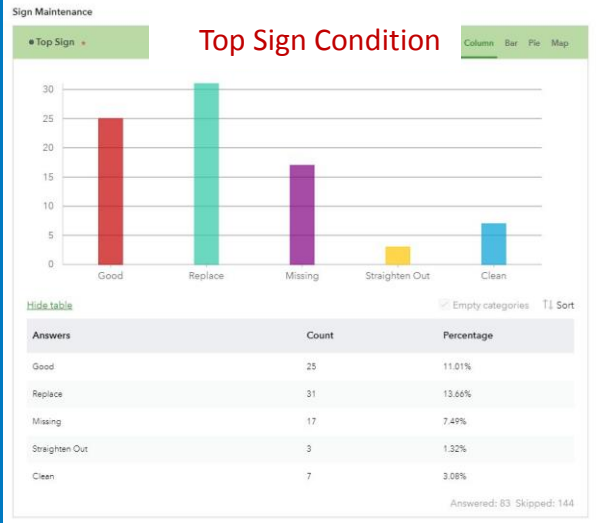 Sign Maintenance
Top Sign *
Top Sign Condition
Column Bar Pie Map
30
25
20
15
10
5
0
Good Replace Missing Straighten Out Clean
Hide table
Empty categories ↑↓ Sort
Answers Count Percentage
Good 25 11.01%
Replace 31 13.66%
Missing 17 7.49%
Straighten Out 3 1.32%
Clean 7 3.08%
Answered: 83 Skipped: 144